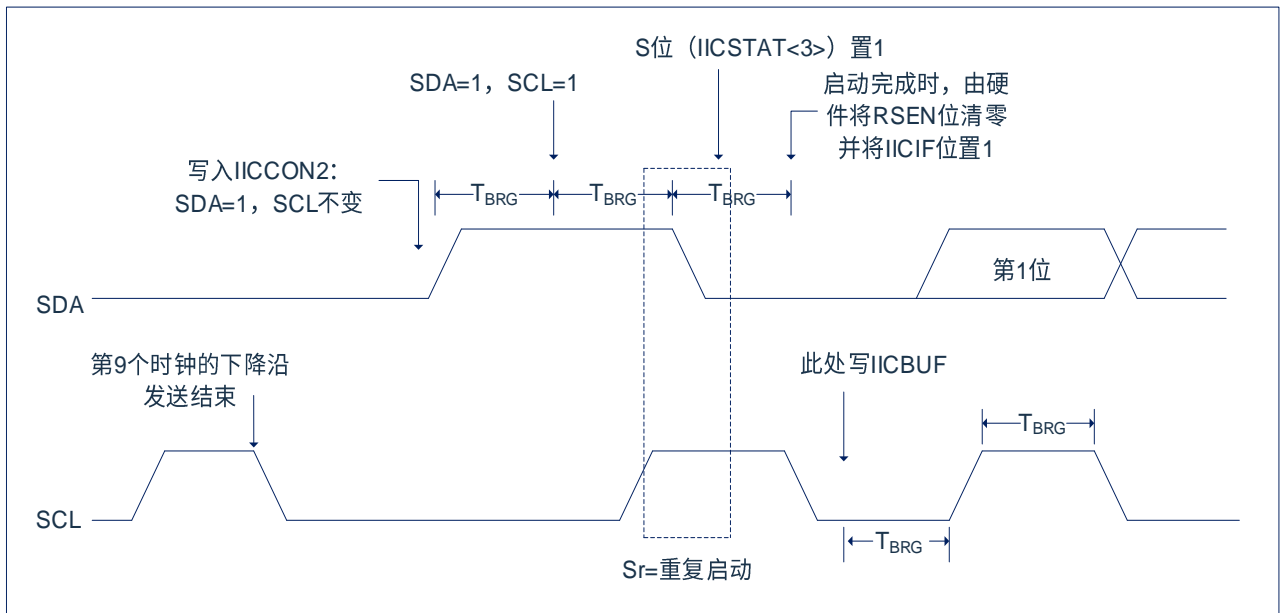 S位（IICSTAT<3>）置1
SDA=1，SCL=1
启动完成时，由硬
件将RSEN位清零
并将IICIF位置1
写入IICCON2：
SDA=1，SCL不变
TBRG
TBRG
TBRG
第1位
SDA
第9个时钟的下降沿
发送结束
此处写IICBUF
TBRG
SCL
TBRG
Sr=重复启动